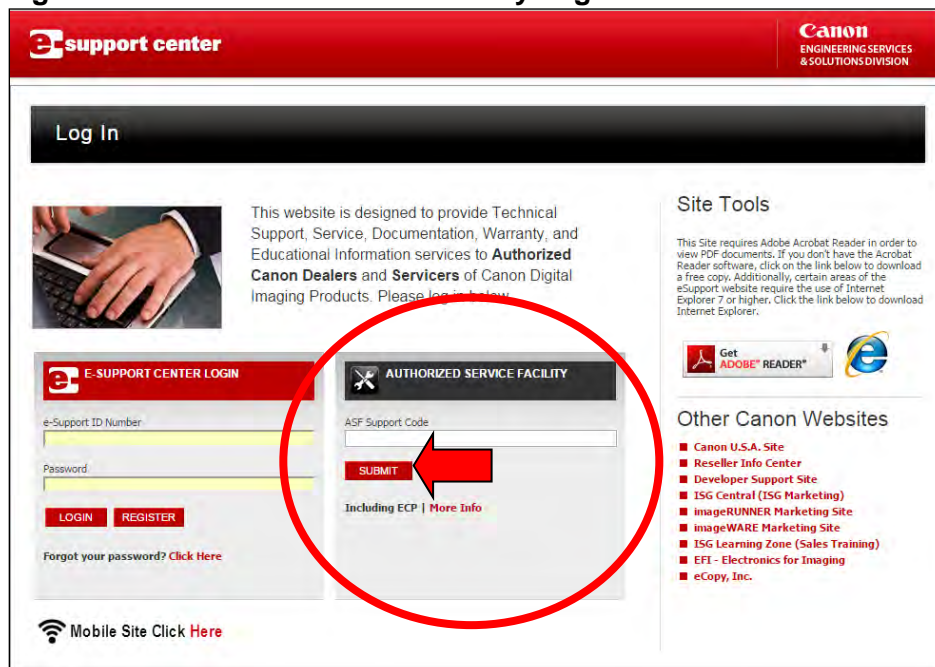 e-support center
Canon
ENGINEERING SERVICES
& SOLUTIONS DIVISION
Log In
This website is designed to provide Technical
Support, Service, Documentation, Warranty, and
Educational Information services to Authorized
Canon Dealers and Servicers of Canon Digital
Imaging Products. Please log in below.
E-SUPPORT CENTER LOGIN
e-Support ID Number
Password
LOGIN REGISTER
Forgot your password? Click Here
AUTHORIZED SERVICE FACILITY
ASF Support Code
SUBMIT
Including ECP | More Info
Mobile Site Click Here
Site Tools
This Site requires Adobe Acrobat Reader in order to
view PDF documents. If you don't have the Acrobat
Reader software, click on the link below to download
a free copy. Additionally, certain areas of the
eSupport website require the use of Internet
Explorer 7 or higher. Click the link below to download
Internet Explorer.
Get
ADOBE® READER®
Other Canon Websites
Canon U.S.A. Site
Reseller Info Center
Developer Support Site
ISG Central (ISG Marketing)
imageRUNNER Marketing Site
imageWARE Marketing Site
ISG Learning Zone (Sales Training)
EFI - Electronics for Imaging
eCopy, Inc.